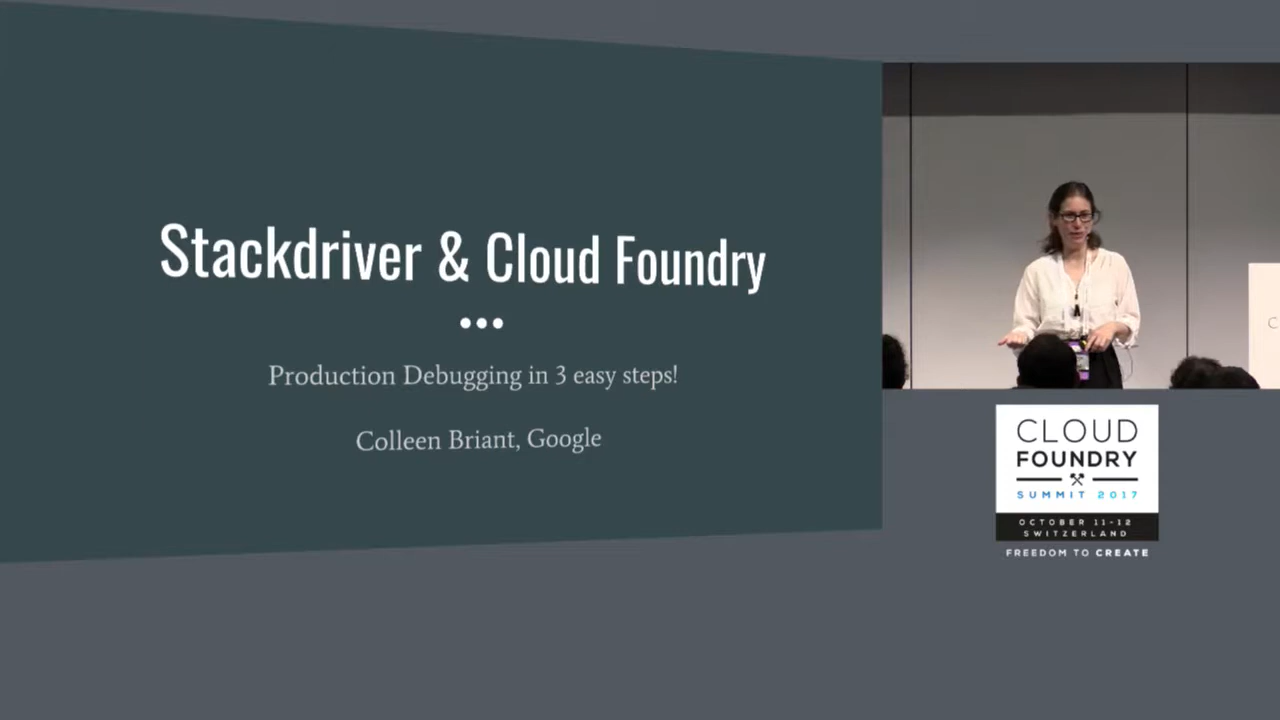 Stackdriver & Cloud Foundry
Production Debugging in 3 easy steps!
Colleen Briant, Google
CLOUD
FOUNDRY
SUMMIT 2017
OCTOBER 11-12
SWITZERLAND
FREEDOM TO CREATE